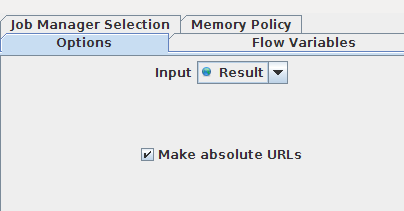 Job Manager Selection Memory Policy
Options Flow Variables
Input Result
Make absolute URLs